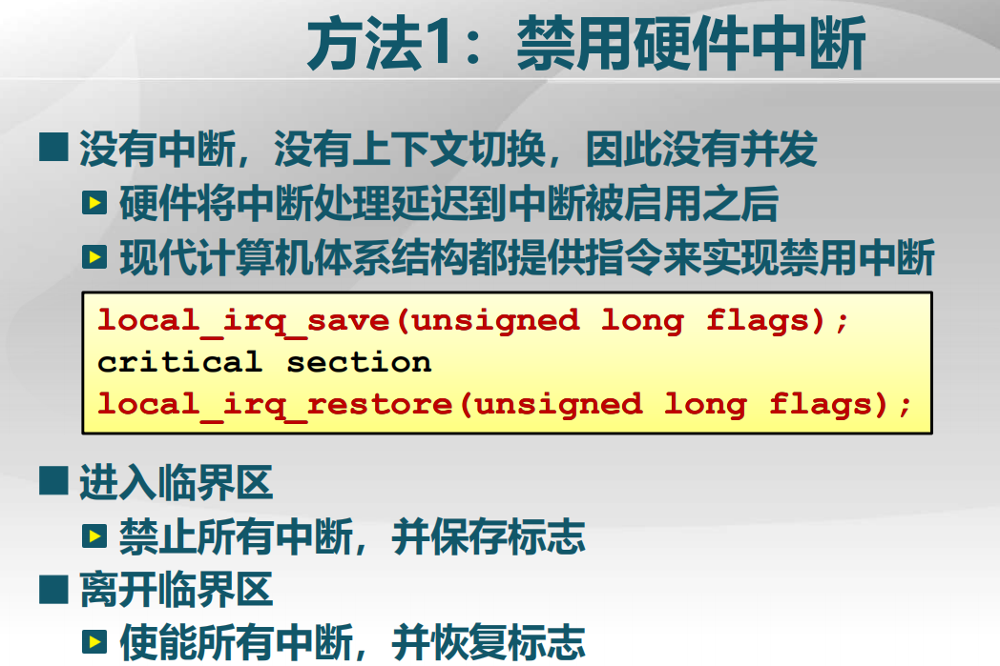 方法1：禁用硬件中断
没有中断，没有上下文切换，因此没有并发
硬件将中断处理延迟到中断被启用之后
现代计算机体系结构都提供指令来实现禁用中断
local_irq_save(unsigned long flags);
critical section
local_irq_restore(unsigned long flags);
进入临界区
禁止所有中断，并保存标志
离开临界区
使能所有中断，并恢复标志